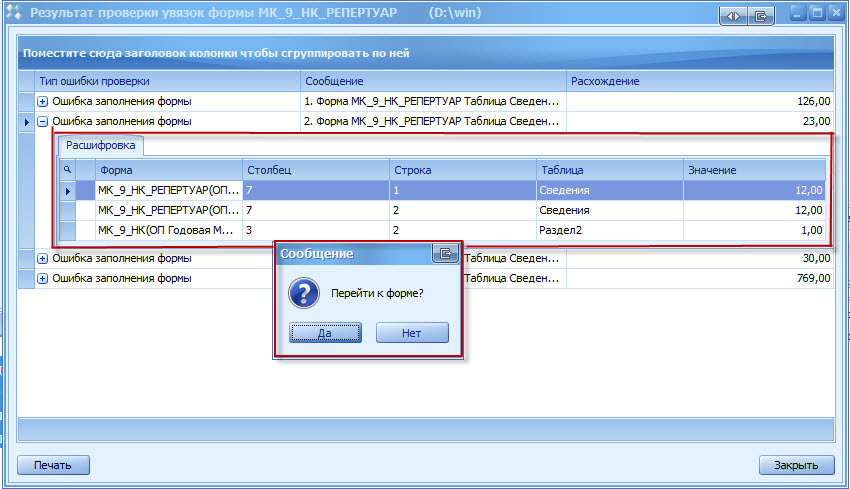 Результат проверки увязок формы МК_9_НК_РЕПЕРТУАР (D:\win)
Поместите сюда заголовок колонки чтобы сгруппировать по ней
Тип ошибки проверки Сообщение Расхождение
Ошибка заполнения формы 1. Форма МК_9_НК_РЕПЕРТУАР Таблица Сведен... 126,00
Ошибка заполнения формы 2. Форма МК_9_НК_РЕПЕРТУАР Таблица Сведен... 23,00
Расшифровка
Форма Столбец Строка Таблица Значение
МК_9_НК_РЕПЕРТУАР(ОП... 7 1 Сведения 12,00
МК_9_НК_РЕПЕРТУАР(ОП... 7 2 Сведения 12,00
МК_9_НК(ОП Годовая М... 3 2 Раздел2 1,00
Ошибка заполнения формы Таблица Сведен... 30,00
Ошибка заполнения формы Таблица Сведен... 769,00
Сообщение
Перейти к форме?
Да Нет
Печать Закрыть